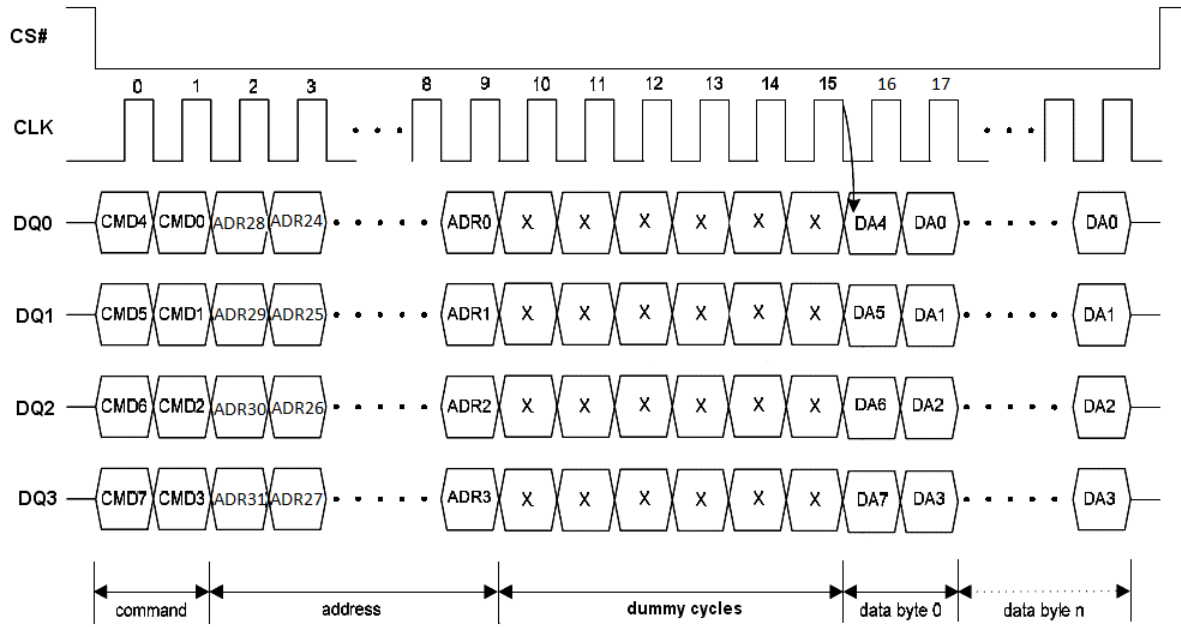 CS#
0 1 2 3 8 9 10 11 12 13 14 15 16 17
CLK
DQ0 CMD4 CMD0 ADR28 ADR24 ADR0 X X X X X X DA4 DA0 DA0
DQ1 CMD5 CMD1 ADR29 ADR25 ADR1 X X X X X X DA5 DA1 DA1
DQ2 CMD6 CMD2 ADR30 ADR26 ADR2 X X X X X X DA6 DA2 DA2
DQ3 CMD7 CMD3 ADR31 ADR27 ADR3 X X X X X X DA7 DA3 DA3
command address dummy cycles data byte 0 data byle n